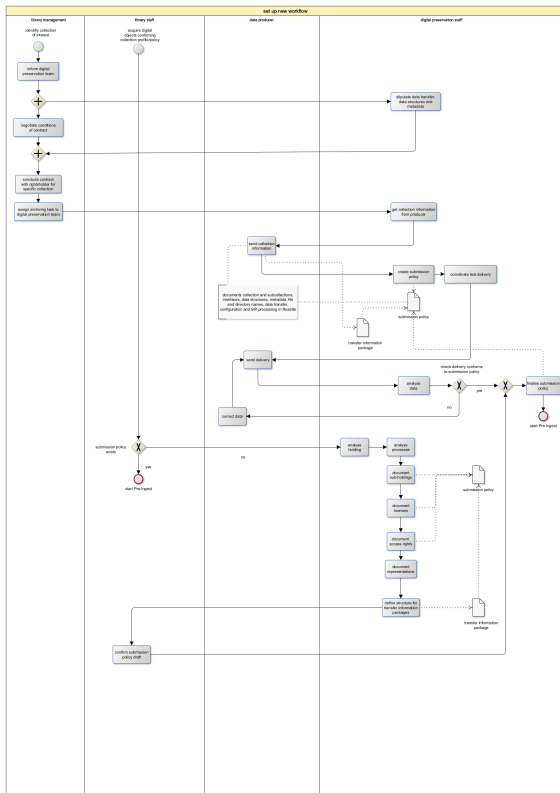 set up new workflow
library management
library staff
data producer
digital preservation staff
identify collection
of interest
acquire digital
objects confirming
collection profile/policy
inform digital
preservation team
stipulate data transfer,
data structures and
metadata
negotiate conditions
of contract
conclude contract
with rightsholder for
specific collection
assign archiving task to
digital preservation team
get collection information
from producer
send collection
information
create submission
policy
coordinate test delivery
documents collection and subcollections,
interfaces, data structures, metadata, file
and directory names, data transfer,
configuration and SIP processing in Rosetta
submission policy
transfer information
package
send delivery
check delivery conforms
to submission policy
analyse
data
yes
finalise submission
policy
no
correct data
start Pre-Ingest
submission policy
exists
no
analyse
holding
analyse
processes
yes
start Pre-Ingest
document
sub-holdings
submission policy
document
licenses
document
access rights
document
representations
define structure for
transfer information
packages
transfer information
package
confirm submission
policy draft